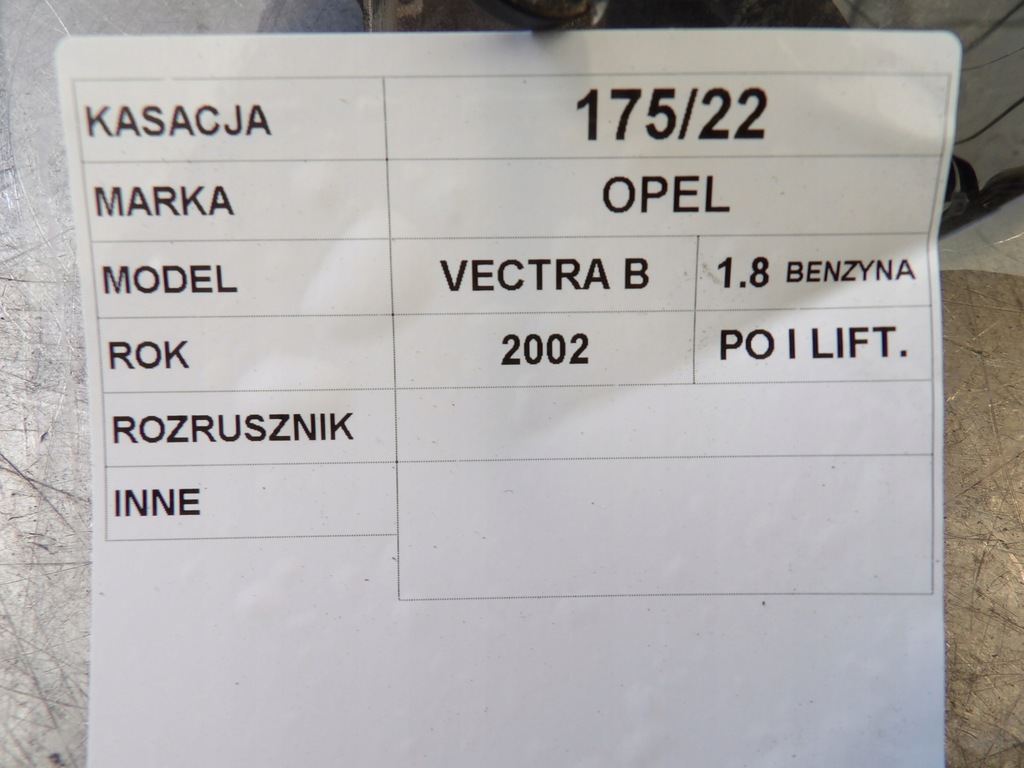 KASACJA 175/22
MARKA OPEL
MODEL VECTRA B 1.8 BENZYNA
ROK 2002 PO I LIFT.
ROZRUSZNIK
INNE